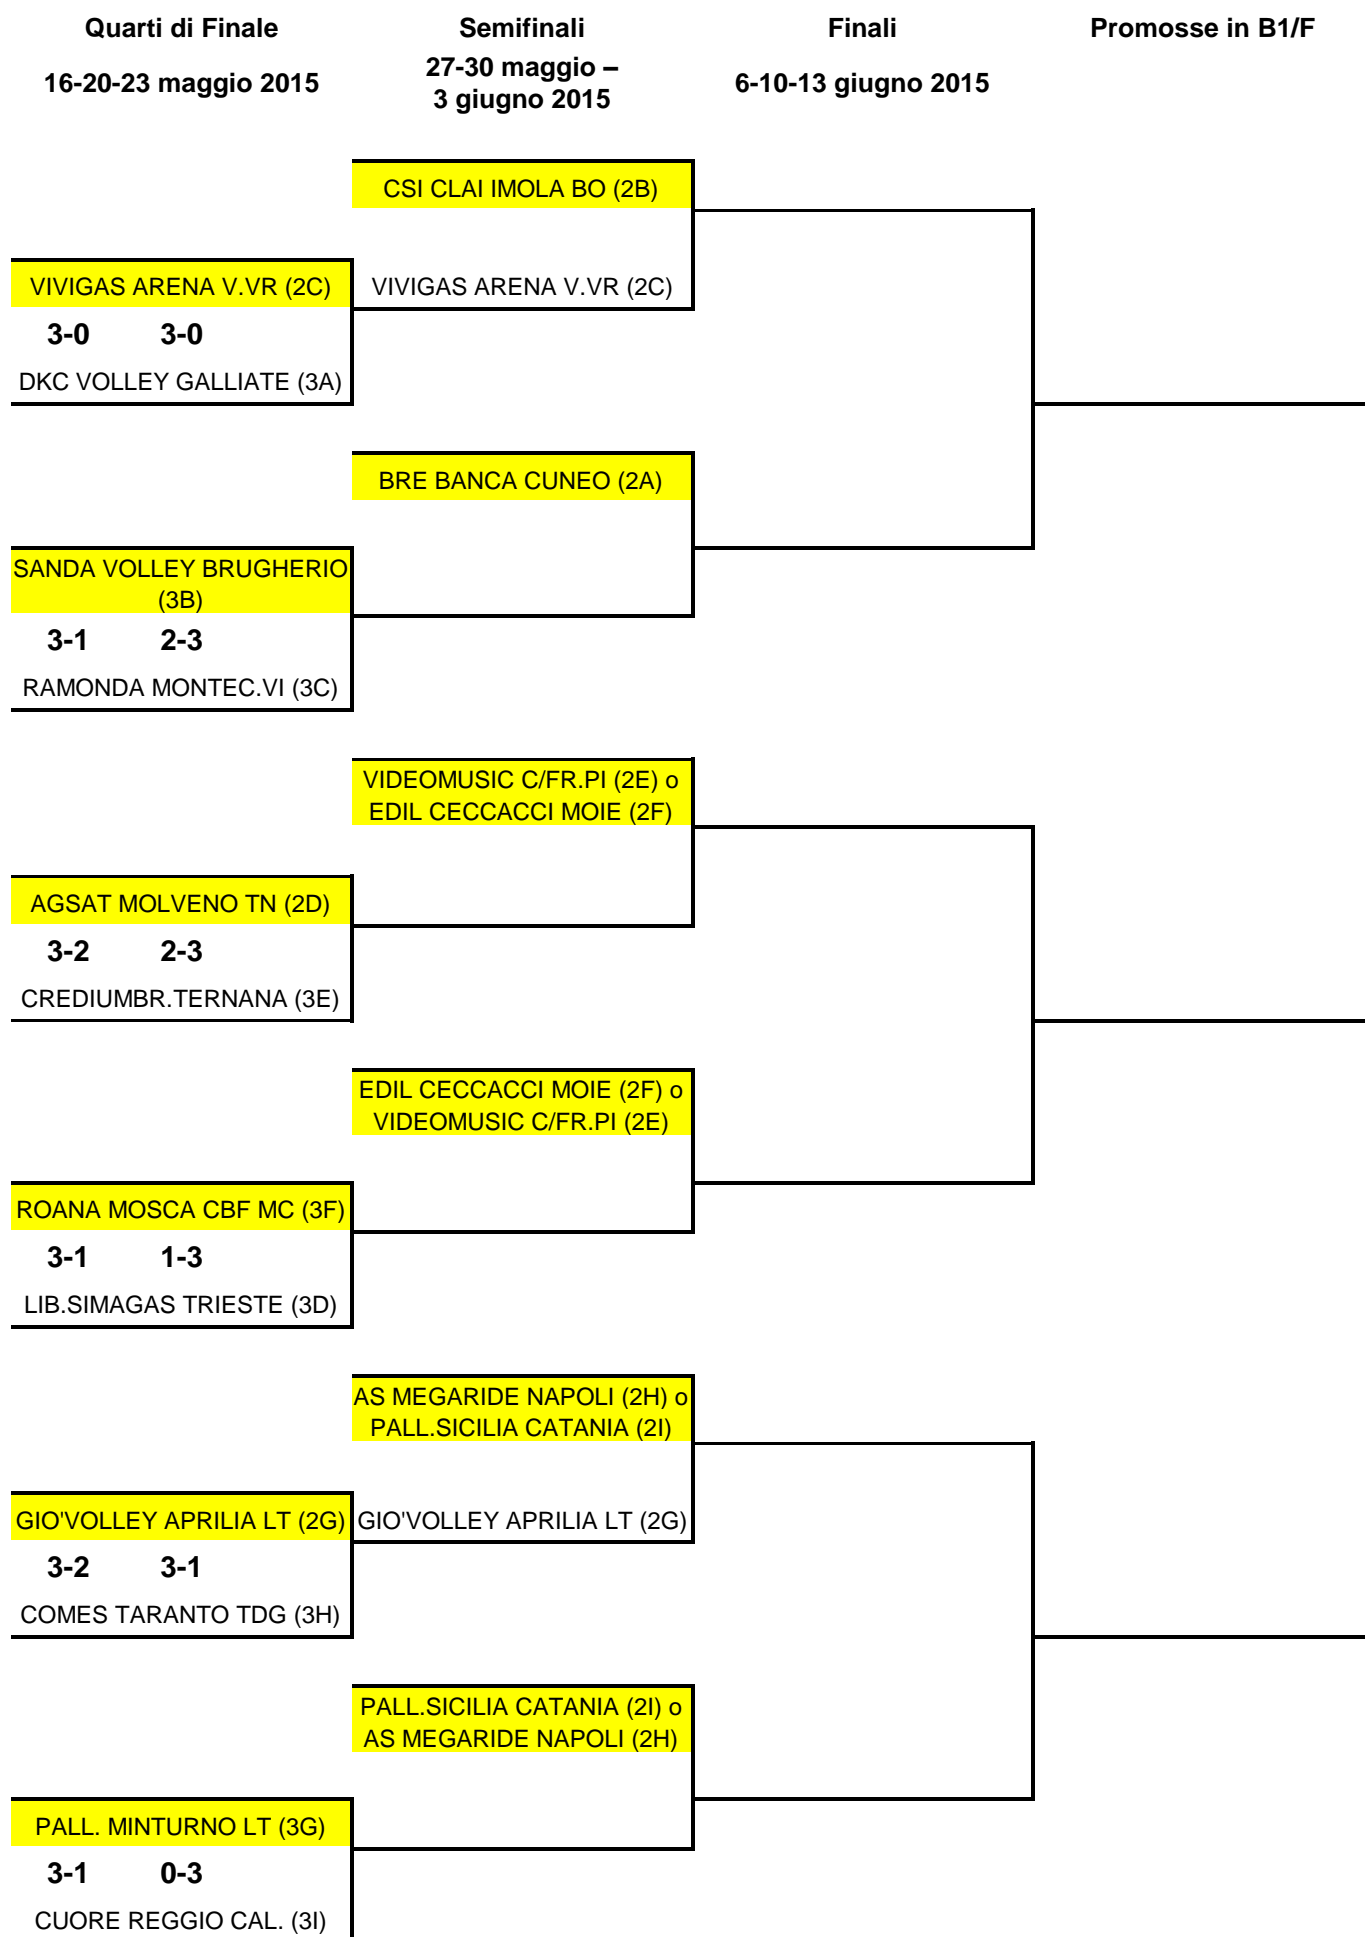 Quarti di Finale
Semifinali
Finali
Promosse in B1/F
16-20-23 maggio 2015
27-30 maggio –
3 giugno 2015
6-10-13 giugno 2015
CSI CLAI IMOLA BO (2B)
VIVIGAS ARENA V.VR (2C)
VIVIGAS ARENA V.VR (2C)
3-0 3-0
DKC VOLLEY GALLIATE (3A)
BRE BANCA CUNEO (2A)
SANDA VOLLEY BRUGHERIO
(3B)
3-1 2-3
RAMONDA MONTEC.VI (3C)
VIDEOMUSIC C/FR.PI (2E) o
EDIL CECCACCI MOIE (2F)
AGSAT MOLVENO TN (2D)
3-2 2-3
CREDIUMBR.TERNANA (3E)
EDIL CECCACCI MOIE (2F) o
VIDEOMUSIC C/FR.PI (2E)
ROANA MOSCA CBF MC (3F)
3-1 1-3
LIB.SIMAGAS TRIESTE (3D)
AS MEGARIDE NAPOLI (2H) o
PALL.SICILIA CATANIA (2I)
GIO'VOLLEY APRILIA LT (2G)
GIO'VOLLEY APRILIA LT (2G)
3-2 3-1
COMES TARANTO TDG (3H)
PALL.SICILIA CATANIA (2I) o
AS MEGARIDE NAPOLI (2H)
PALL. MINTURNO LT (3G)
3-1 0-3
CUORE REGGIO CAL. (3I)